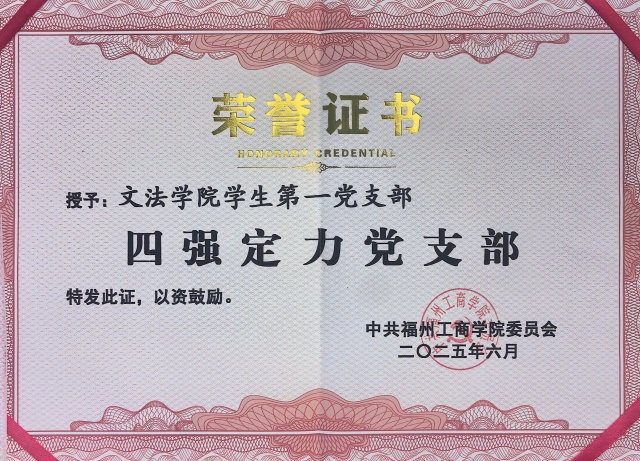 荣誉证书
HONORARY CREDENTIAL
授予：文法学院学生第一党支部
四强定力党支部
特发此证，以资鼓励。
中共福州工商学院委员会
二〇二五年六月